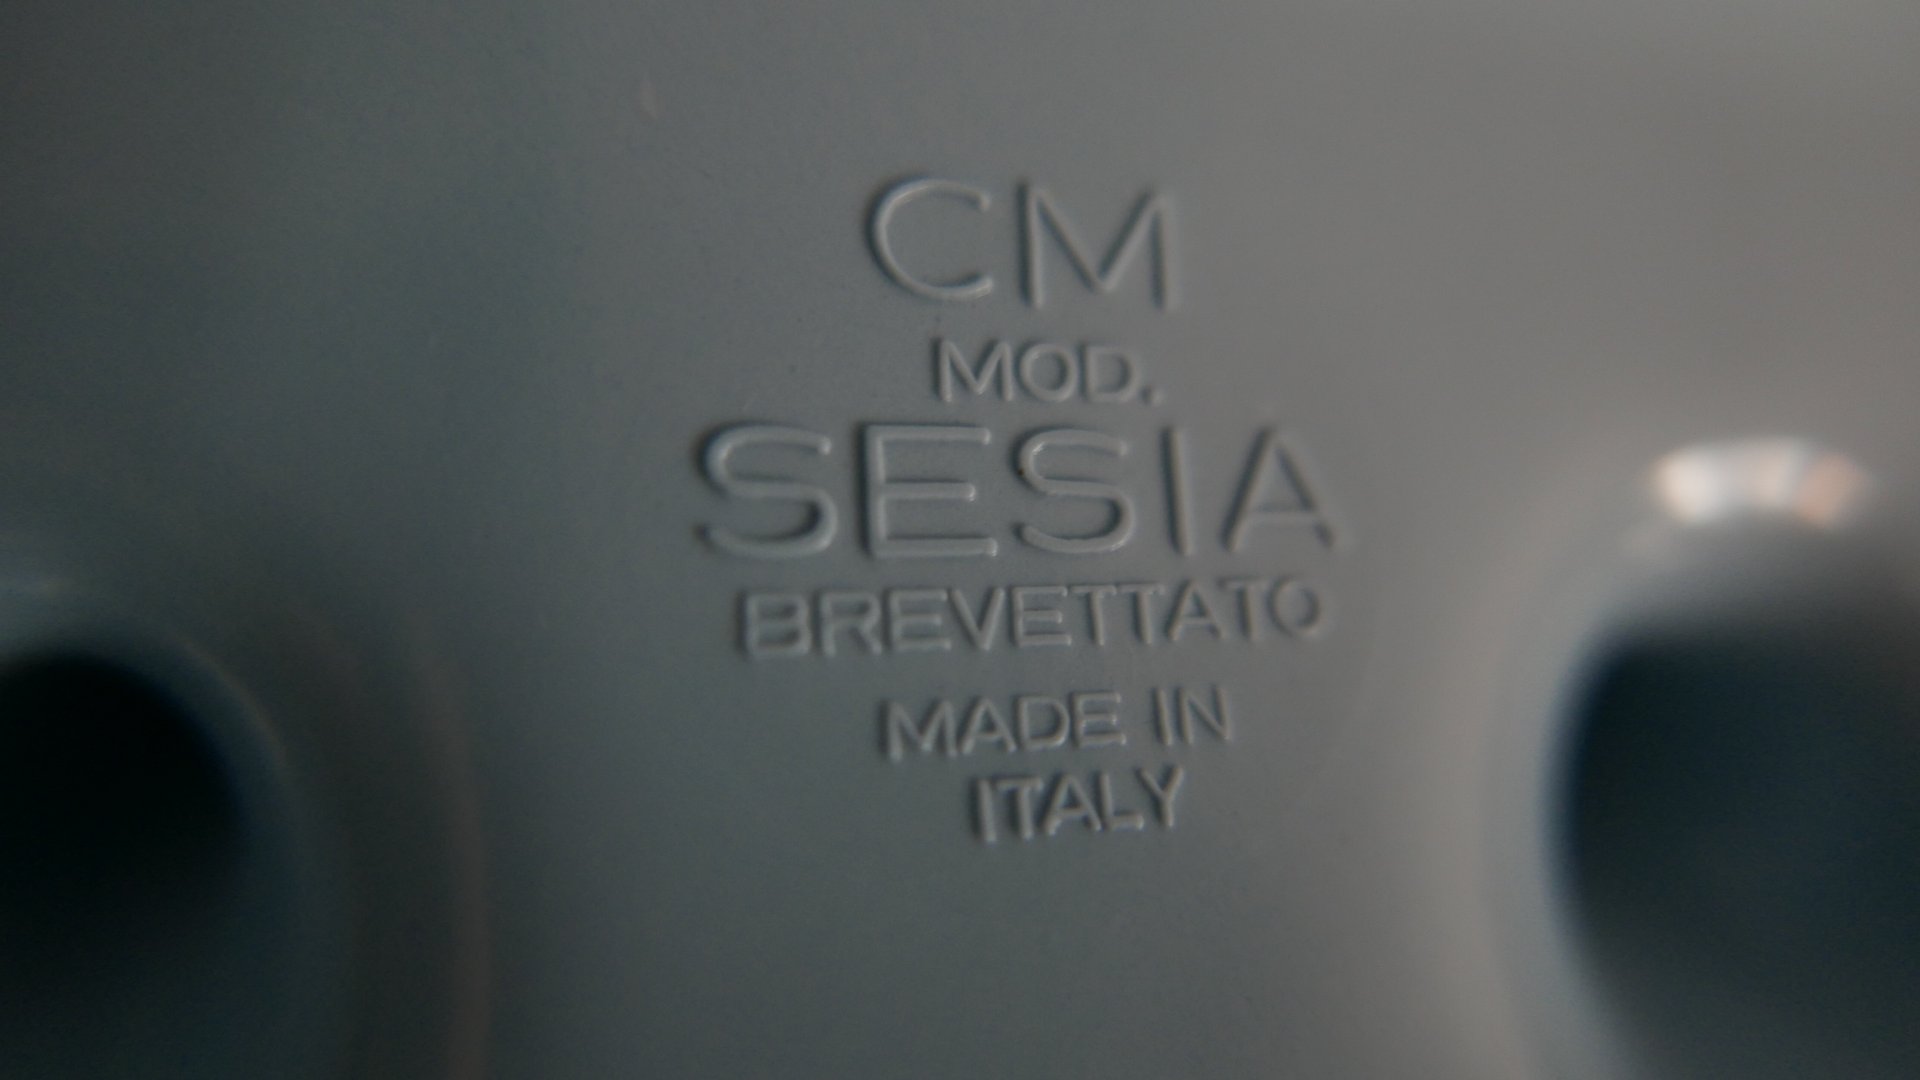 CM
MOD.
SESIA
BREVETTATO
MADE IN
ITALY